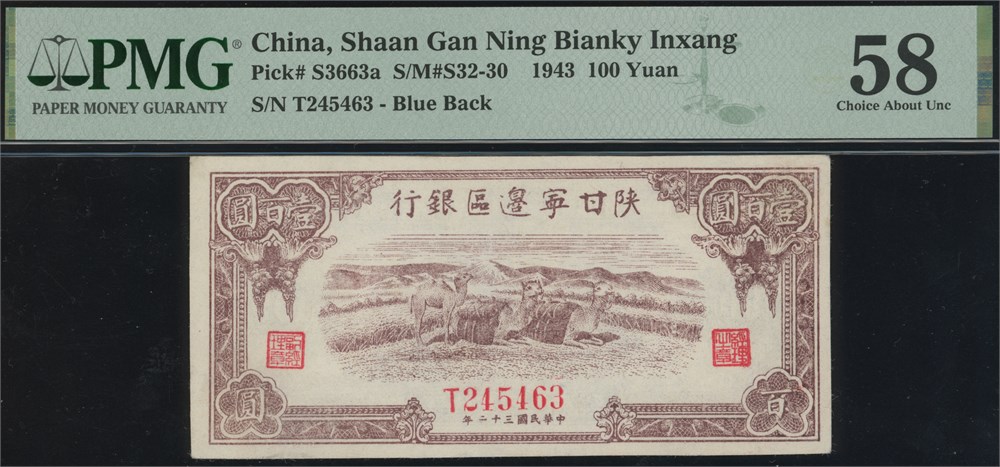 PMG®
PAPER MONEY GUARANTY
China, Shaan Gan Ning Bianky Inxang
Pick# S3663a S/M#S32-30 1943 100 Yuan
S/N T245463 - Blue Back
58
Choice About Unc
陕甘寧邊區銀行
壹百圓
壹百圓
T245463
中華民國三十二年
百
圓